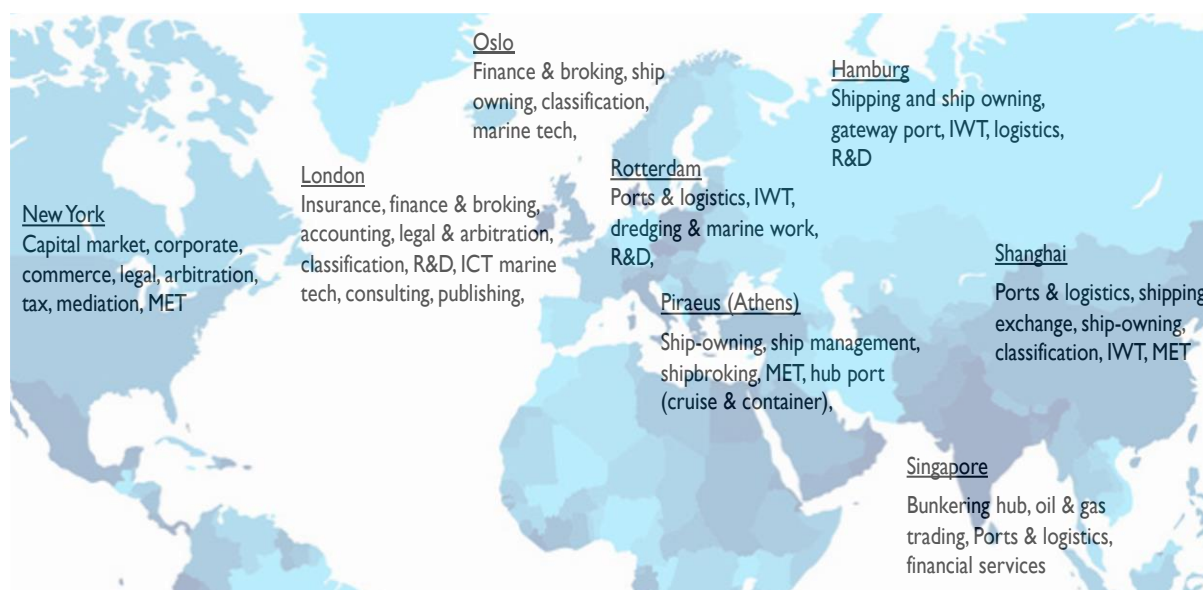 Oslo
Finance & broking, ship
owning, classification,
marine tech,
Hamburg
Shipping and ship owning,
gateway port, IWT, logistics,
R&D
London
Insurance, finance & broking,
accounting, legal & arbitration,
classification, R&D, ICT marine
tech, consulting, publishing,
Rotterdam
Ports & logistics, IWT,
dredging & marine work,
R&D,
New York
Capital market, corporate,
commerce, legal, arbitration,
tax, mediation, MET
Shanghai
Ports & logistics, shipping
exchange, ship-owning,
classification, IWT, MET
Piraeus (Athens)
Ship-owning, ship management,
shipbroking, MET, hub port
(cruise & container),
Singapore
Bunkering hub, oil & gas
trading, Ports & logistics,
financial services